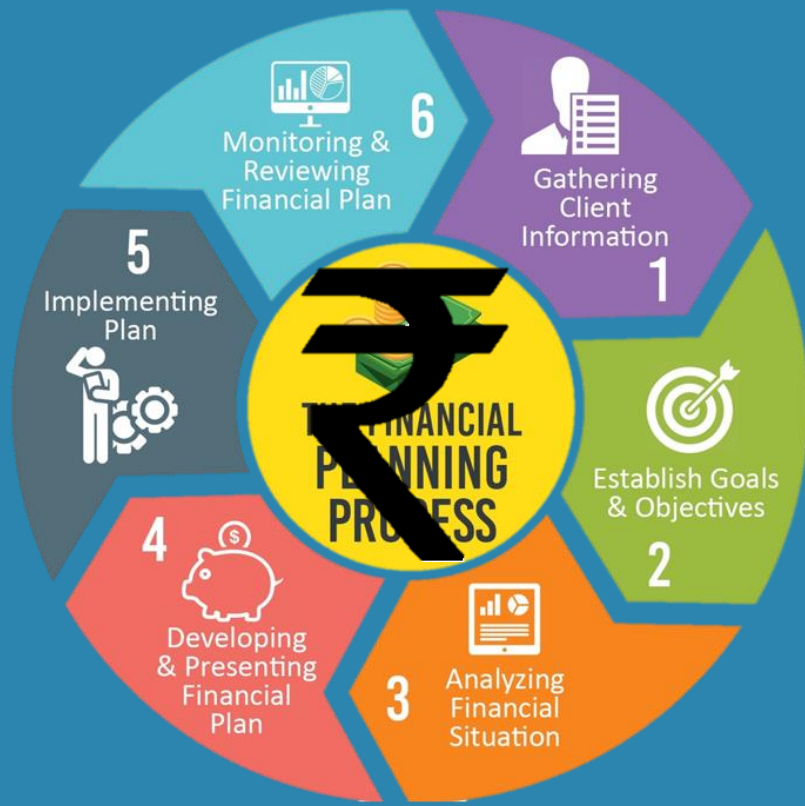 6
Monitoring &
Reviewing
Financial Plan
Gathering
Client
Information
1
5
Implementing
Plan
₹
FINANCIAL
Establish Goals
& Objectives
2
4
$
Developing
& Presenting
Financial
Plan
3
Analyzing
Financial
Situation